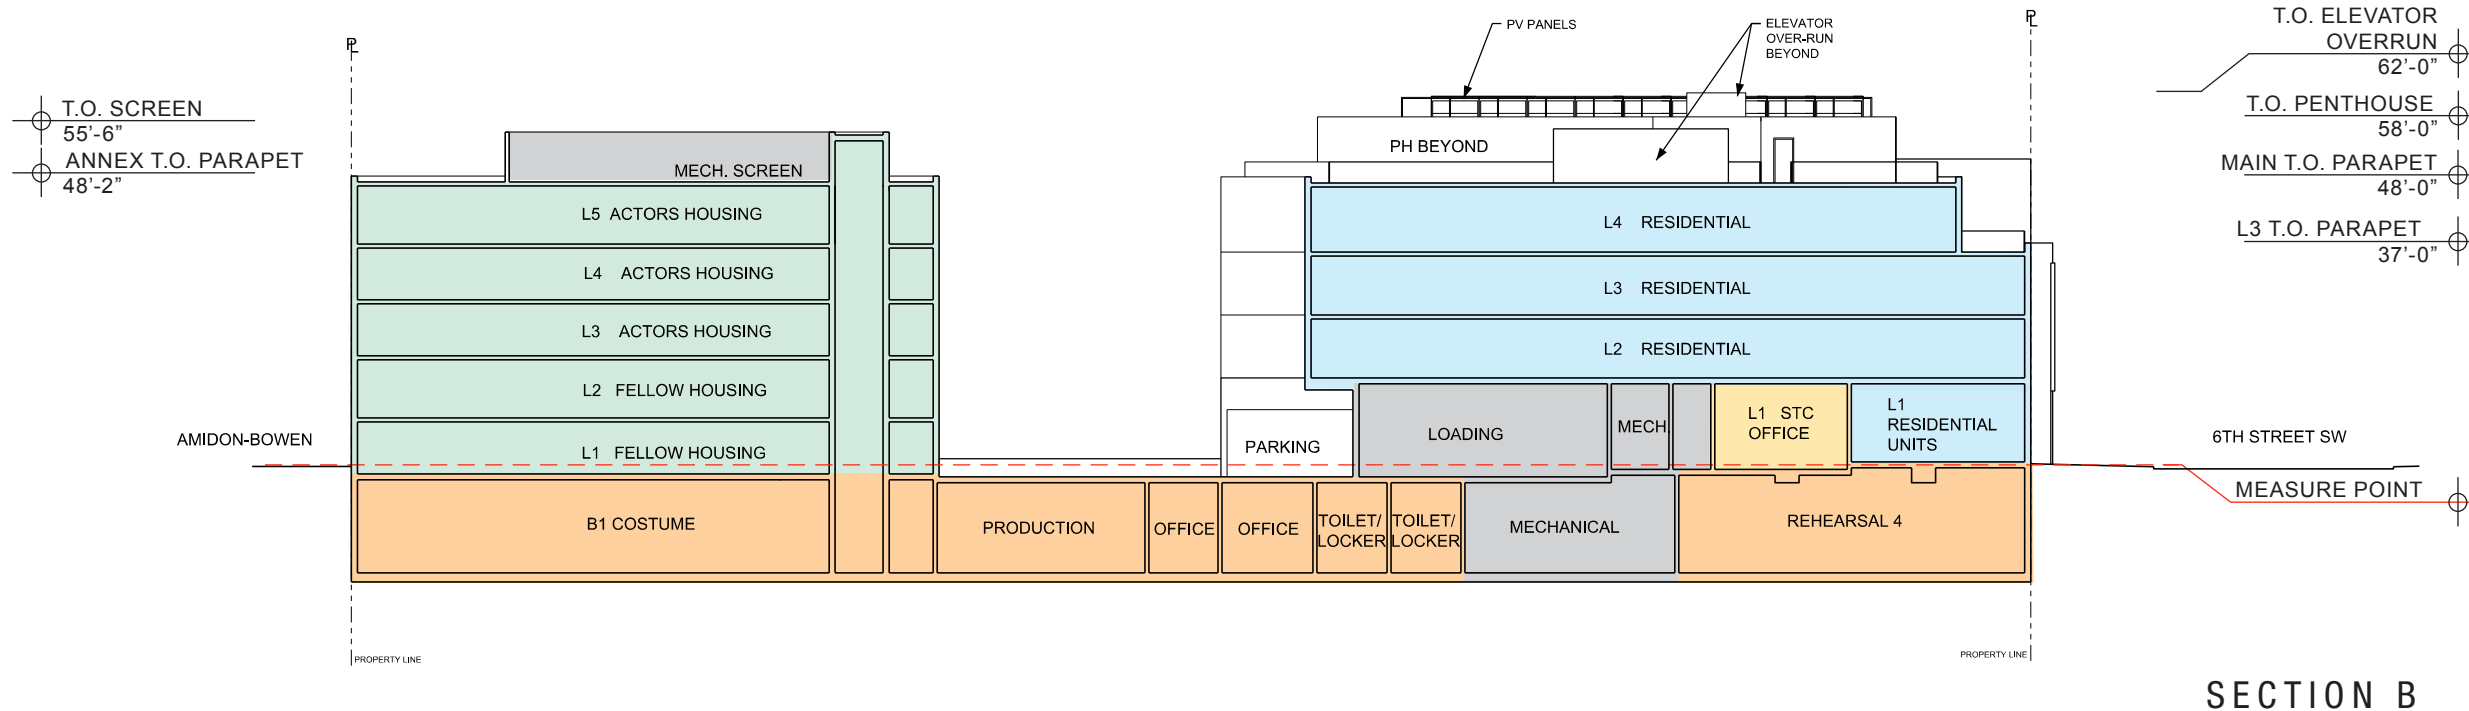 PL
PL
T.O. SCREEN
55'-6"
ANNEX T.O. PARAPET
48'-2"
PV PANELS
ELEVATOR
OVER-RUN
BEYOND
T.O. ELEVATOR
OVERRUN
62'-0"
T.O. PENTHOUSE
58'-0"
MAIN T.O. PARAPET
48'-0"
L3 T.O. PARAPET
37'-0"
MECH. SCREEN
L5 ACTORS HOUSING
L4 ACTORS HOUSING
L3 ACTORS HOUSING
L2 FELLOW HOUSING
L1 FELLOW HOUSING
AMIDON-BOWEN
PH BEYOND
L4 RESIDENTIAL
L3 RESIDENTIAL
L2 RESIDENTIAL
PARKING
LOADING
MECH.
L1 STC
OFFICE
L1
RESIDENTIAL
UNITS
6TH STREET SW
MEASURE POINT
B1 COSTUME
PRODUCTION
OFFICE
OFFICE
TOILET/
LOCKER
TOILET/
LOCKER
MECHANICAL
REHEARSAL 4
PROPERTY LINE
PROPERTY LINE
SECTION B